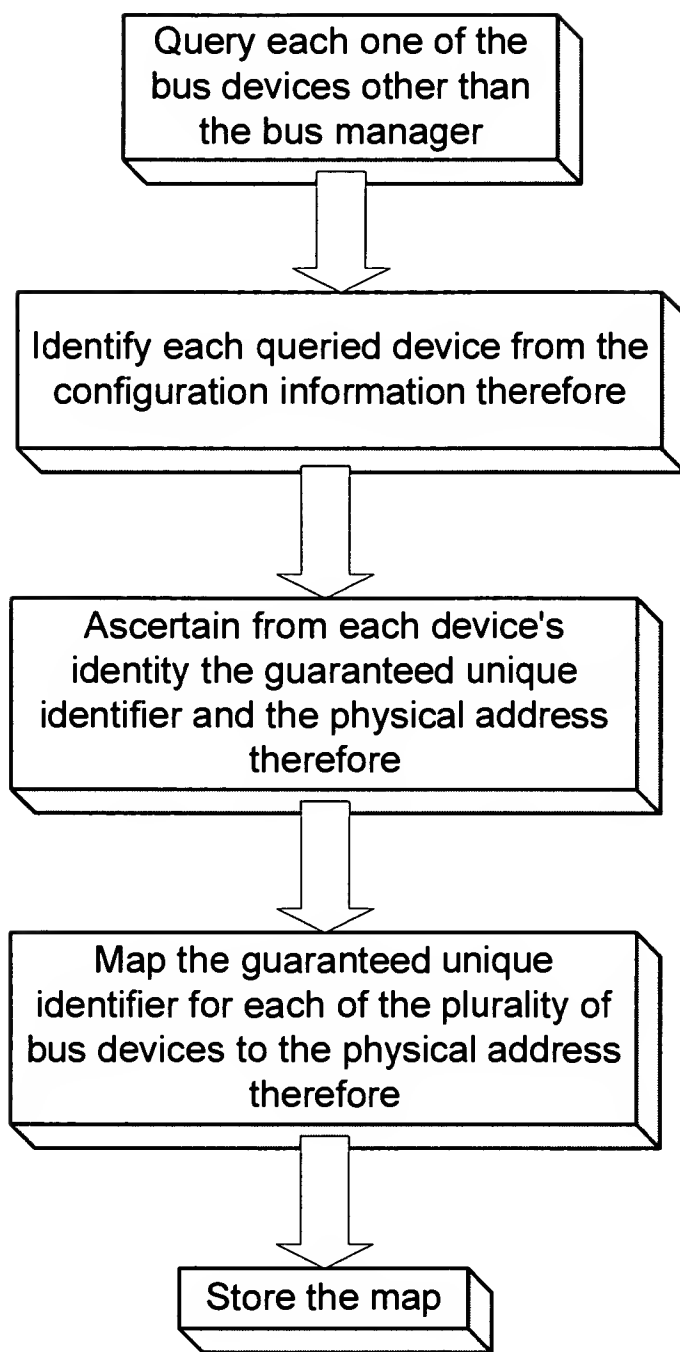 Query each one of the
bus devices other than
the bus manager
Identify each queried device from the
configuration information therefore
Ascertain from each device's
identity the guaranteed unique
identifier and the physical address
therefore
Map the guaranteed unique
identifier for each of the plurality of
bus devices to the physical address
therefore
Store the map